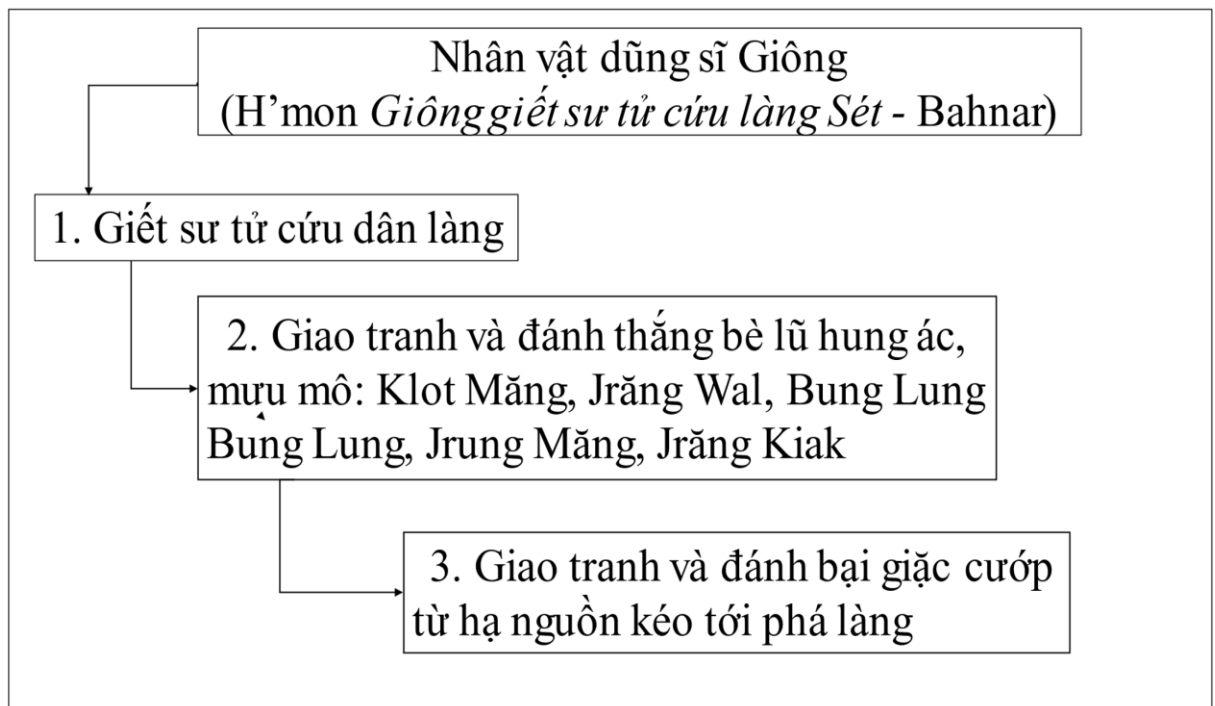 Nhân vật dũng sĩ Giông
(H’mon Giông giết sư tử cứu làng Sét - Bahnar)
1. Giết sư tử cứu dân làng
2. Giao tranh và đánh thắng bè lũ hung ác,
mưu mô: Klot Măng, Jrăng Wal, Bung Lung
Bung Lung, Jrung Măng, Jrăng Kiak
3. Giao tranh và đánh bại giặc cướp
từ hạ nguồn kéo tới phá làng